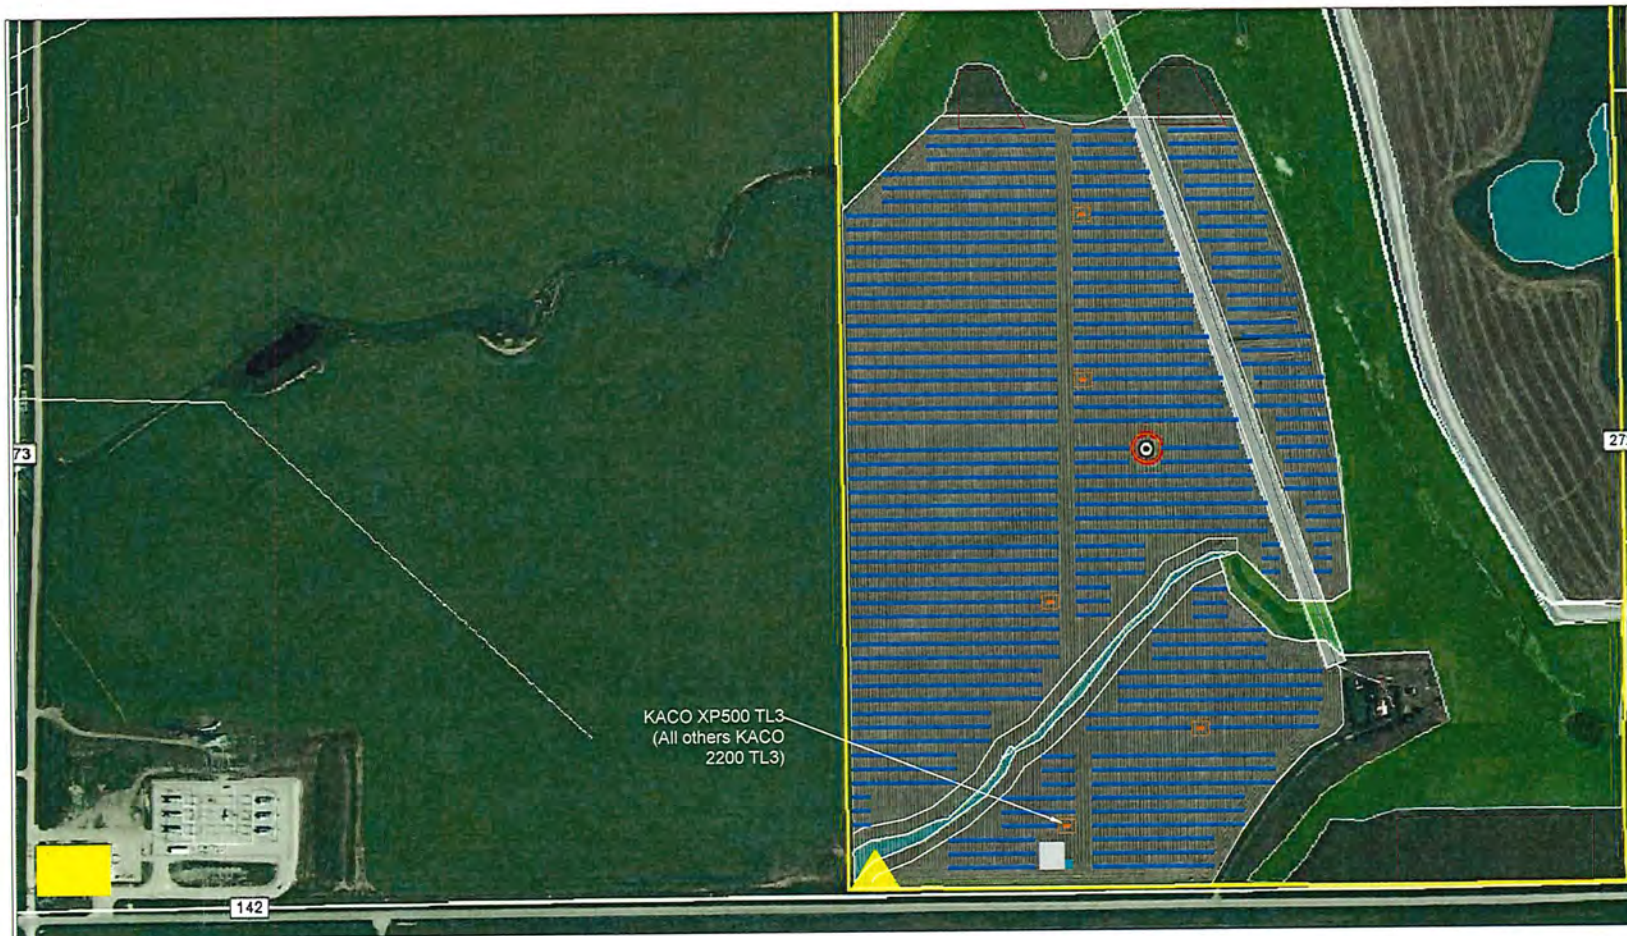 73
27
KACO XP500 TL3
(All others KACO
2200 TL3)
142